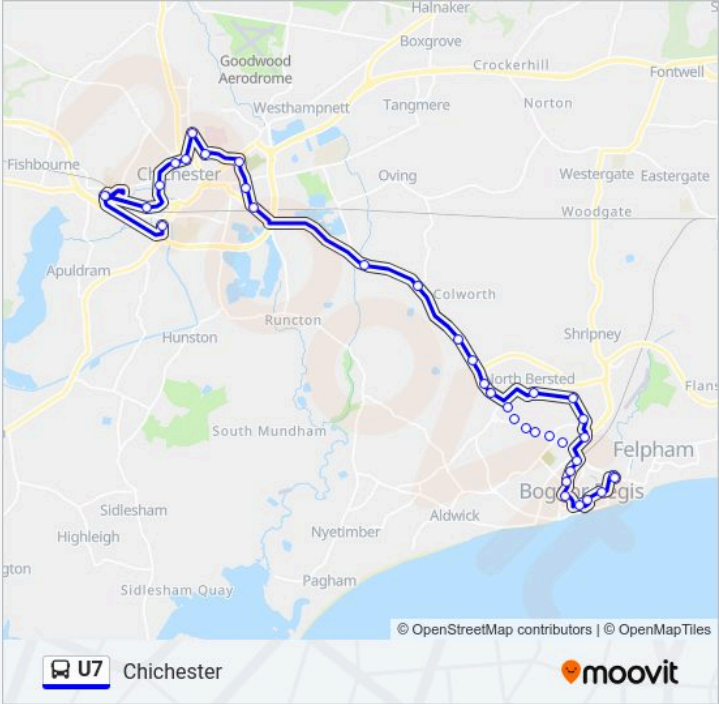 Halnaker
Boxgrove
Goodwood
Aerodrome
Crockerhill
Fontwell
Westhampnett
Tangmere
Norton
Fishbourne
Chichester
Oving
Westergate
Eastergate
Woodgate
Apuldram
Colworth
Runcton
Hunston
Shripney
North Bersted
Flans
South Mundham
Felpham
Bognor Regis
Sidlesham
Aldwick
Highleigh
Nyetimber
gton
Sidlesham Quay
Pagham
© OpenStreetMap contributors | © OpenMapTiles
U7 Chichester
moovit